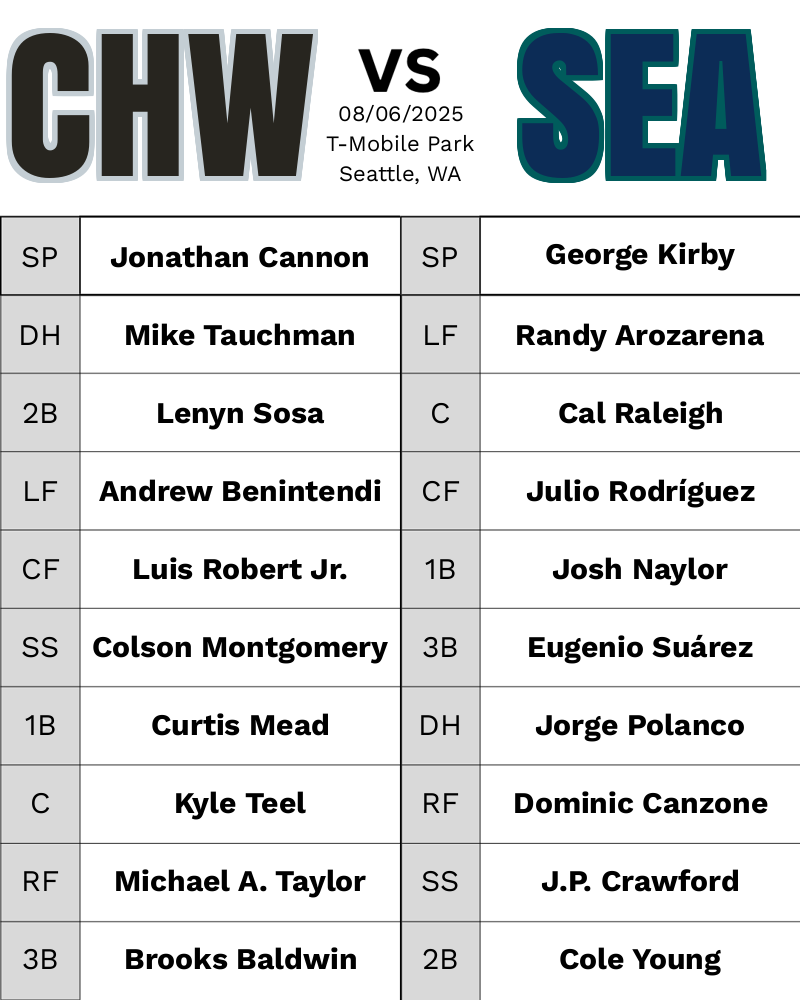 CHW VS SEA
08/06/2025
T-Mobile Park
Seattle, WA
SP Jonathan Cannon SP George Kirby
DH Mike Tauchman LF Randy Arozarena
2B Lenyn Sosa C Cal Raleigh
LF Andrew Benintendi CF Julio Rodríguez
CF Luis Robert Jr. 1B Josh Naylor
SS Colson Montgomery 3B Eugenio Suárez
1B Curtis Mead DH Jorge Polanco
C Kyle Teel RF Dominic Canzone
RF Michael A. Taylor SS J.P. Crawford
3B Brooks Baldwin 2B Cole Young